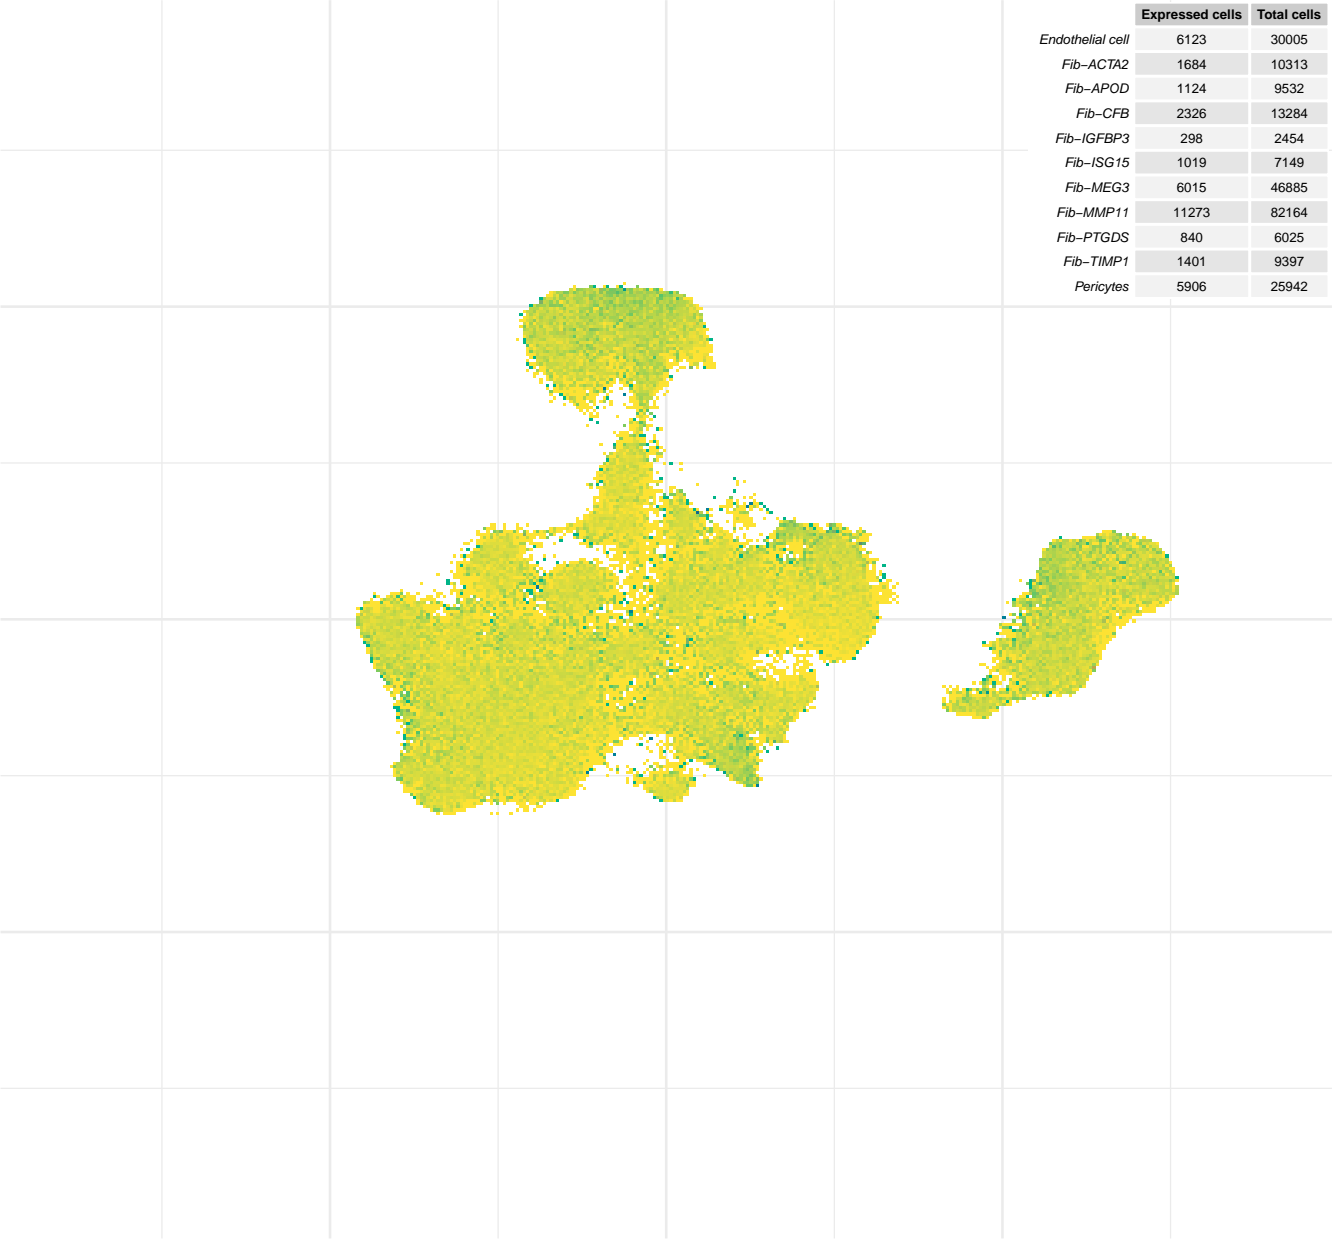 Expressed cells Total cells
Endothelial cell 6123 30005
Fib−ACTA2 1684 10313
Fib−APOD 1124 9532
Fib−CFB 2326 13284
Fib−IGFBP3 298 2454
Fib−ISG15 1019 7149
Fib−MEG3 6015 46885
Fib−MMP11 11273 82164
Fib−PTGDS 840 6025
Fib−TIMP1 1401 9397
Pericytes 5906 25942